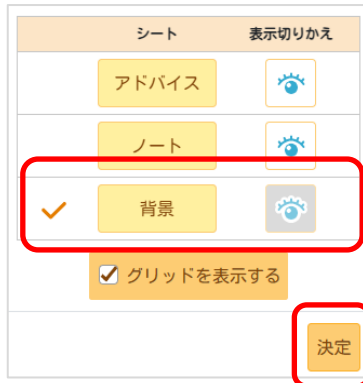 シート 表示切りかえ
アドバイス
ノート
背景
グリッドを表示する
決定